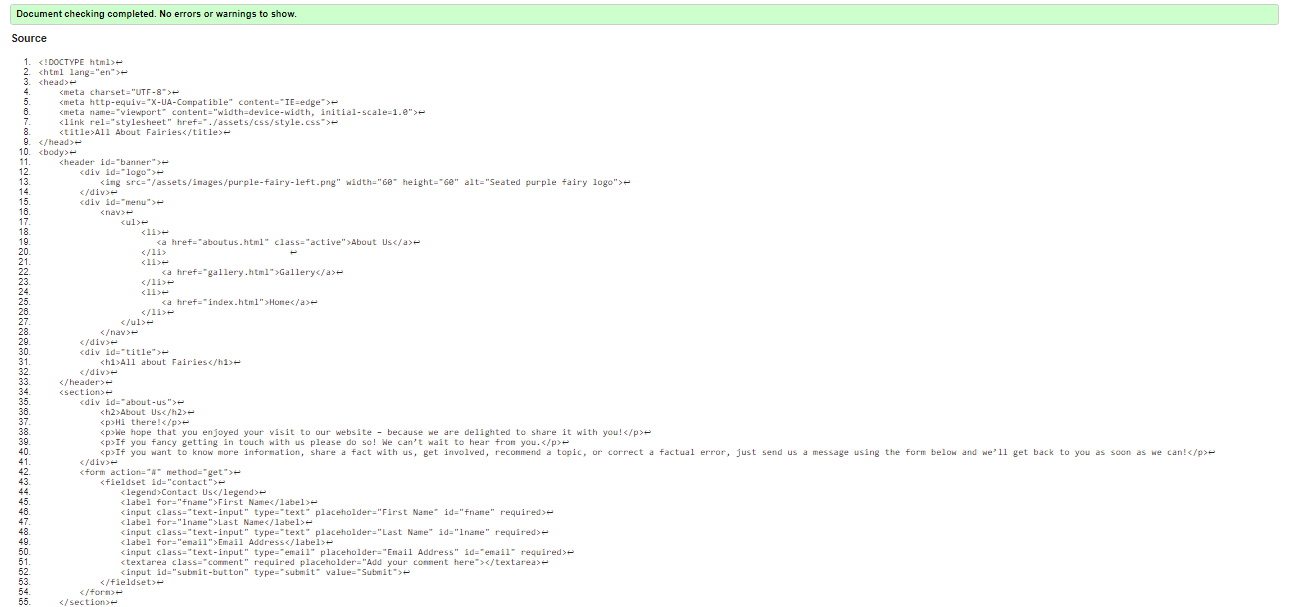 Document checking completed. No errors or warnings to show.
Source
1. <!DOCTYPE html>↩
2. <html lang="en">↩
3. <head>↩
4. <meta charset="UTF-8">↩
5. <meta http-equiv="X-UA-Compatible" content="IE=edge">↩
6. <meta name="viewport" content="width=device-width, initial-scale=1.0">↩
7. <link rel="stylesheet" href="./assets/css/style.css">↩
8. <title>All About Fairies</title>↩
9. </head>↩
10. <body>↩
11. <header id="banner">↩
12. <div id="logo">↩
13. <img src="/assets/images/purple-fairy-left.png" width="60" height="60" alt="Seated purple fairy logo">↩
14. </div>↩
15. <div id="menu">↩
16. <nav>↩
17. <ul>↩
18. <li>↩
19. <a href="aboutus.html" class="active">About Us</a>↩
20. </li> ↩
21. <li>↩
22. <a href="gallery.html">Gallery</a>↩
23. </li>↩
24. <li>↩
25. <a href="index.html">Home</a>↩
26. </li>↩
27. </ul>↩
28. </nav>↩
29. </div>↩
30. <div id="title">↩
31. <h1>All about Fairies</h1>↩
32. </div>↩
33. </header>↩
34. <section>↩
35. <div id="about-us">↩
36. <h2>About Us</h2>↩
37. <p>Hi there!</p>↩
38. <p>We hope that you enjoyed your visit to our website – because we are delighted to share it with you!</p>↩
39. <p>If you fancy getting in touch with us please do so! We can’t wait to hear from you.</p>↩
40. <p>If you want to know more information, share a fact with us, get involved, recommend a topic, or correct a factual error, just send us a message using the form below and we’ll get back to you as soon as we can!</p>↩
41. </div>↩
42. <form action="#" method="get">↩
43. <fieldset id="contact">↩
44. <legend>Contact Us</legend>↩
45. <label for="fname">First Name</label>↩
46. <input class="text-input" type="text" placeholder="First Name" id="fname" required>↩
47. <label for="lname">Last Name</label>↩
48. <input class="text-input" type="text" placeholder="Last Name" id="lname" required>↩
49. <label for="email">Email Address</label>↩
50. <input class="text-input" type="email" placeholder="Email Address" id="email" required>↩
51. <textarea class="comment" required placeholder="Add your comment here"></textarea>↩
52. <input id="submit-button" type="submit" value="Submit">↩
53. </fieldset>↩
54. </form>↩
55. </section>↩